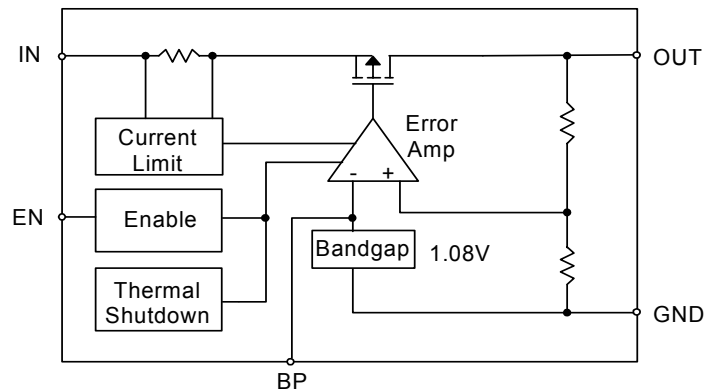 IN
OUT
Current
Limit
Error
Amp
-
+
EN
Enable
Bandgap
1.08V
Thermal
Shutdown
GND
BP